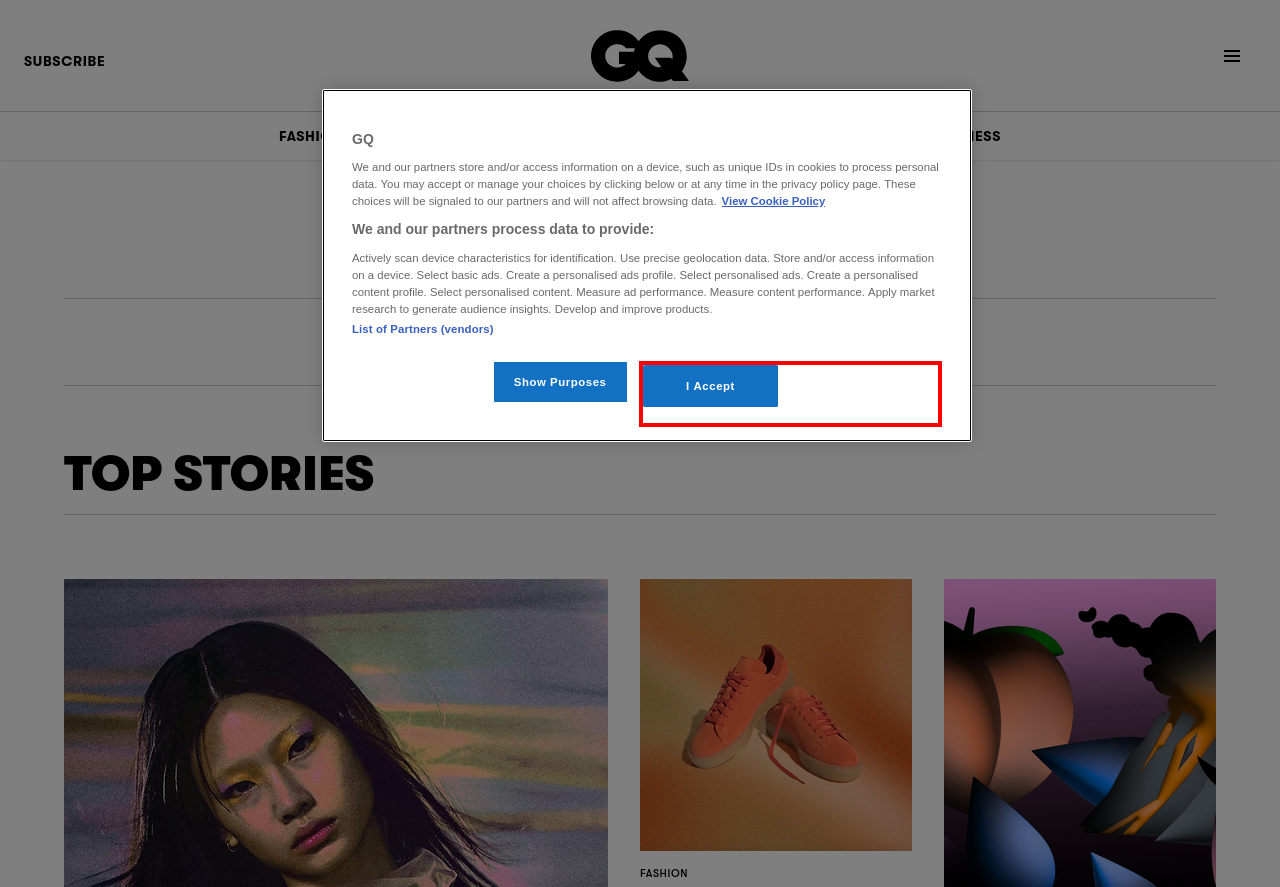 SUBSCRIBE
GQ
GQ
We and our partners store and/or access information on a device, such as unique IDs in cookies to process personal
data. You may accept or manage your choices by clicking below or at any time in the privacy policy page. These
choices will be signaled to our partners and will not affect browsing data. View Cookie Policy
We and our partners process data to provide:
Actively scan device characteristics for identification. Use precise geolocation data. Store and/or access information
on a device. Select basic ads. Create a personalised ads profile. Select personalised ads. Create a personalised
content profile. Select personalised content. Measure ad performance. Measure content performance. Apply market
research to generate audience insights. Develop and improve products.
List of Partners (vendors)
Show Purposes
I Accept
TOP STORIES
FASHION